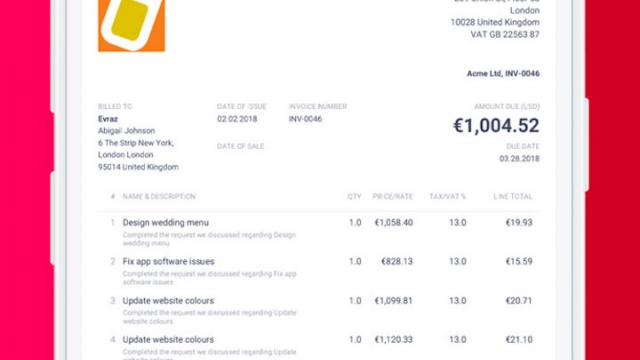 London
10028 United Kingdom
VAT GB 22563 87
Acme Ltd, INV-0046
BILLED TO
Evraz
Abigail Johnson
6 The Strip New York,
London London
95014 United Kingdom
DATE OF ISSUE
02.02.2018
DATE OF SALE
INVOICE NUMBER
INV-0046
AMOUNT DUE (USD)
€1,004.52
DUE DATE
03.28.2018
# NAME & DESCRIPTION QTY PRICE/RATE TAX/VAT % LINE TOTAL
1 Design wedding menu 1.0 €1,058.40 13.0 €19.93
Completed the request we discussed regarding Design
wedding menu
2 Fix app software issues 1.0 €828.13 13.0 €15.59
Completed the request we discussed regarding Fix app
software issues
3 Update website colours 1.0 €1,099.81 13.0 €20.71
Completed the request we discussed regarding Update
website colours
4 Update website colours 1.0 €1,120.33 13.0 €21.10
Completed the request we discussed regarding Update